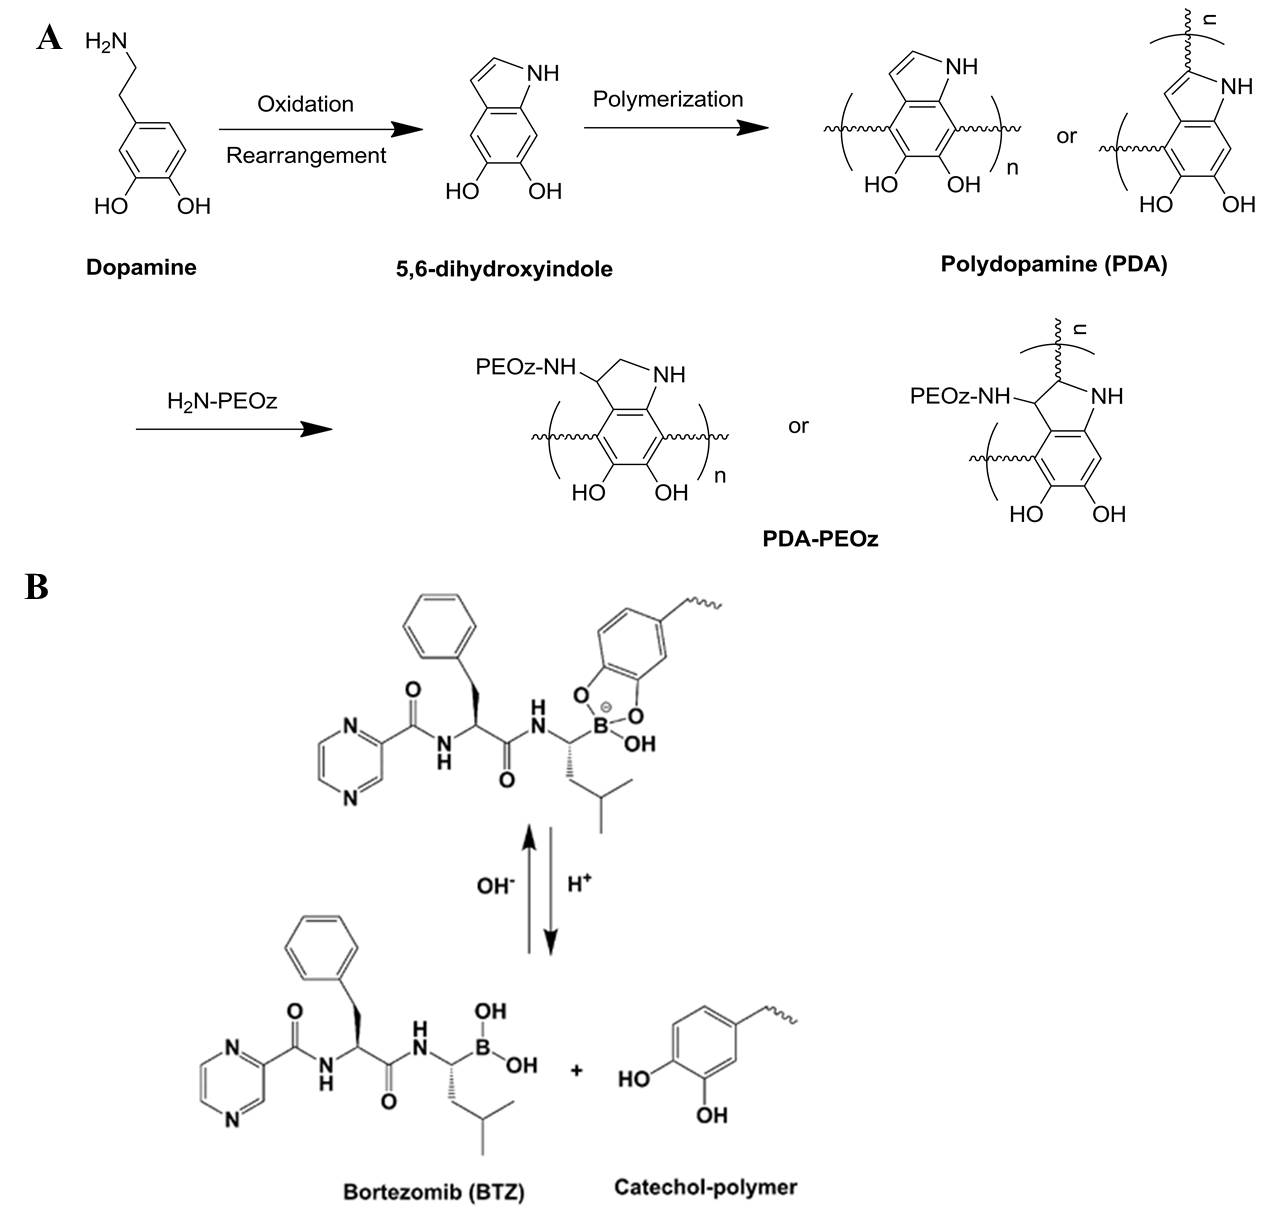 A
H₂N
HO
OH
Dopamine
Oxidation
Rearrangement
NH
HO
OH
5,6-dihydroxyindole
Polymerization
NH
HO
OH
n
or
n
NH
HO
OH
Polydopamine (PDA)
H₂N-PEOz
PEOz-NH
NH
HO
OH
n
or
n
PEOz-NH
NH
HO
OH
PDA-PEOz
B
N
N
O
N
H
O
H
N
O
B
⊖
O
OH
OH⁻
H⁺
N
N
O
N
H
O
H
N
OH
B
OH
+
HO
OH
Bortezomib (BTZ)
Catechol-polymer